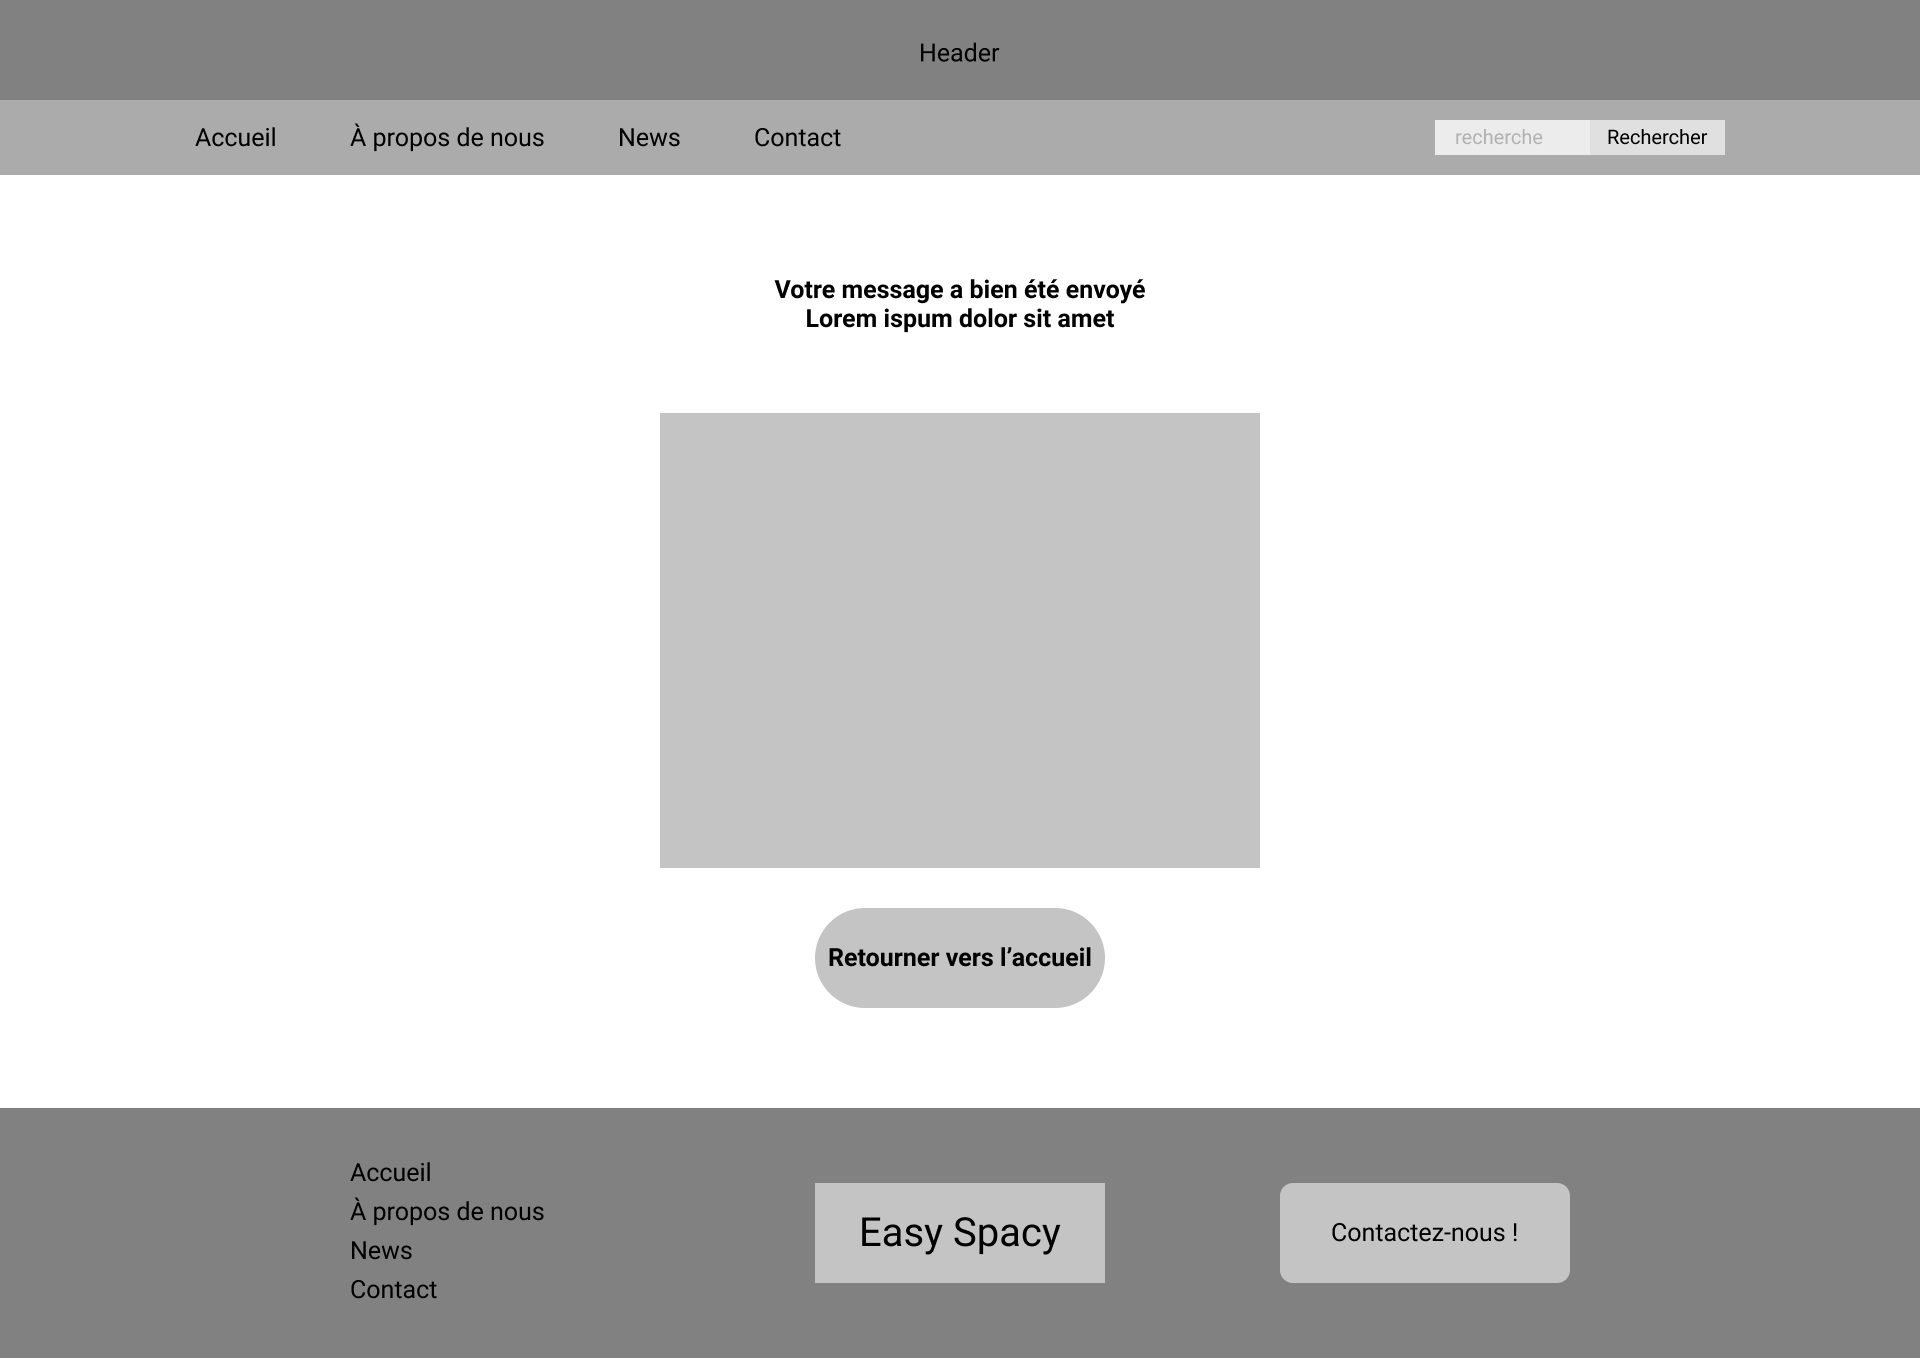 Header
Accueil À propos de nous News Contact recherche Rechercher
Votre message a bien été envoyé
Lorem ispum dolor sit amet
Retourner vers l’accueil
Accueil
À propos de nous
News
Contact
Easy Spacy
Contactez-nous !